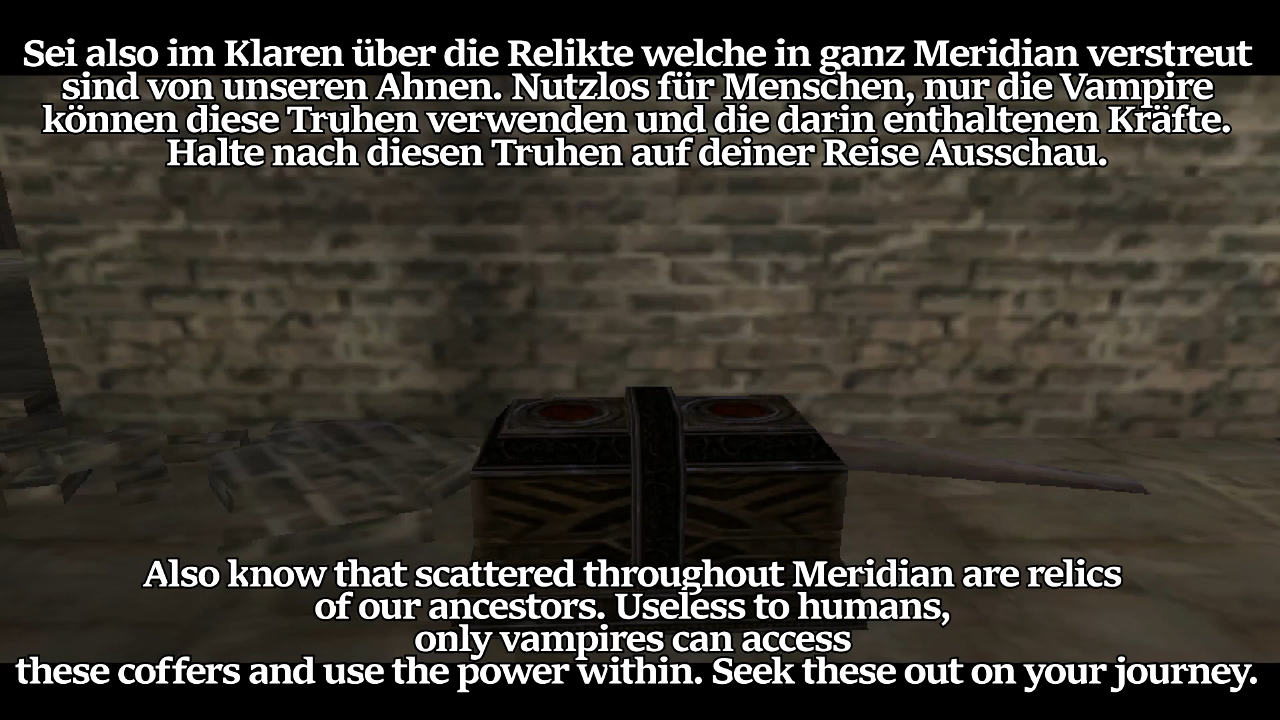 Sei also im Klaren über die Relikte welche in ganz Meridian verstreut
sind von unseren Ahnen. Nutzlos für Menschen, nur die Vampire
können diese Truhen verwenden und die darin enthaltenen Kräfte.
Halte nach diesen Truhen auf deiner Reise Ausschau.
Also know that scattered throughout Meridian are relics
of our ancestors. Useless to humans,
only vampires can access
these coffers and use the power within. Seek these out on your journey.